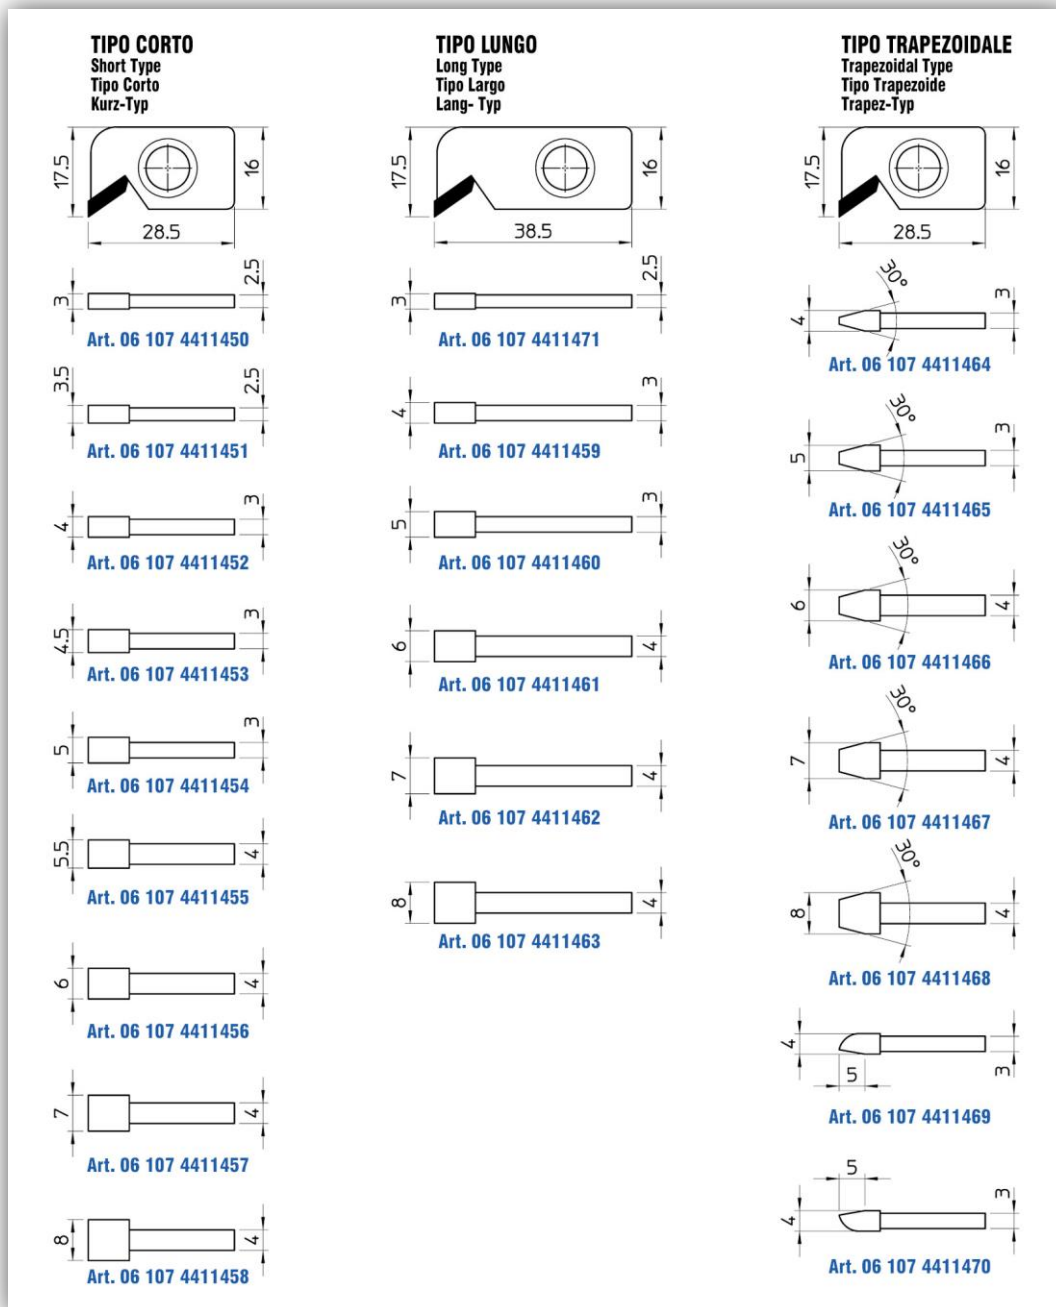 TIPO CORTO
Short Type
Tipo Corto
Kurz-Typ
17.5
16
28.5
3
2.5
Art. 06 107 4411450
3.5
2.5
Art. 06 107 4411451
4
3
Art. 06 107 4411452
4.5
3
Art. 06 107 4411453
5
3
Art. 06 107 4411454
5.5
4
Art. 06 107 4411455
6
4
Art. 06 107 4411456
7
4
Art. 06 107 4411457
8
4
Art. 06 107 4411458
TIPO LUNGO
Long Type
Tipo Largo
Lang- Typ
17.5
16
38.5
3
2.5
Art. 06 107 4411471
4
3
Art. 06 107 4411459
5
3
Art. 06 107 4411460
6
4
Art. 06 107 4411461
7
4
Art. 06 107 4411462
8
4
Art. 06 107 4411463
TIPO TRAPEZOIDALE
Trapezoidal Type
Tipo Trapezoide
Trapez-Typ
17.5
16
28.5
30°
4
3
Art. 06 107 4411464
30°
5
3
Art. 06 107 4411465
30°
6
4
Art. 06 107 4411466
30°
7
4
Art. 06 107 4411467
30°
8
4
Art. 06 107 4411468
4
5
3
Art. 06 107 4411469
5
4
3
Art. 06 107 4411470